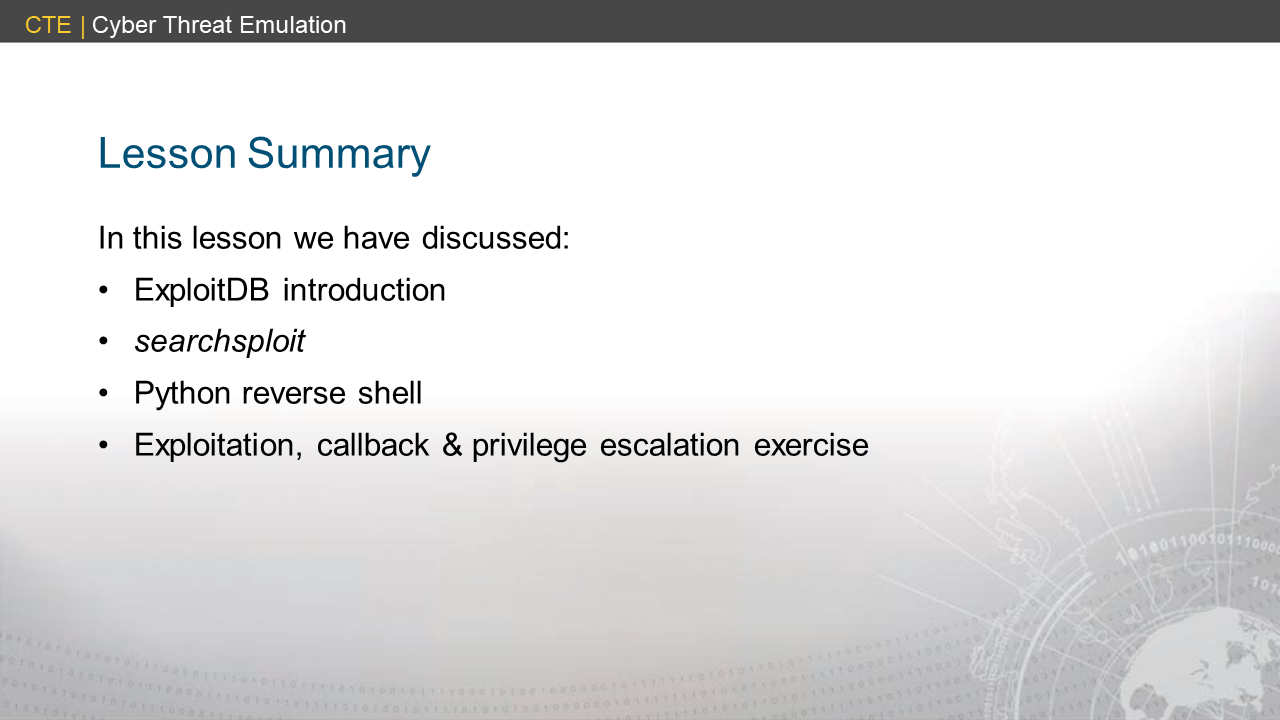 CTE | Cyber Threat Emulation
Lesson Summary
In this lesson we have discussed:
• ExploitDB introduction
• searchsploit
• Python reverse shell
• Exploitation, callback & privilege escalation exercise